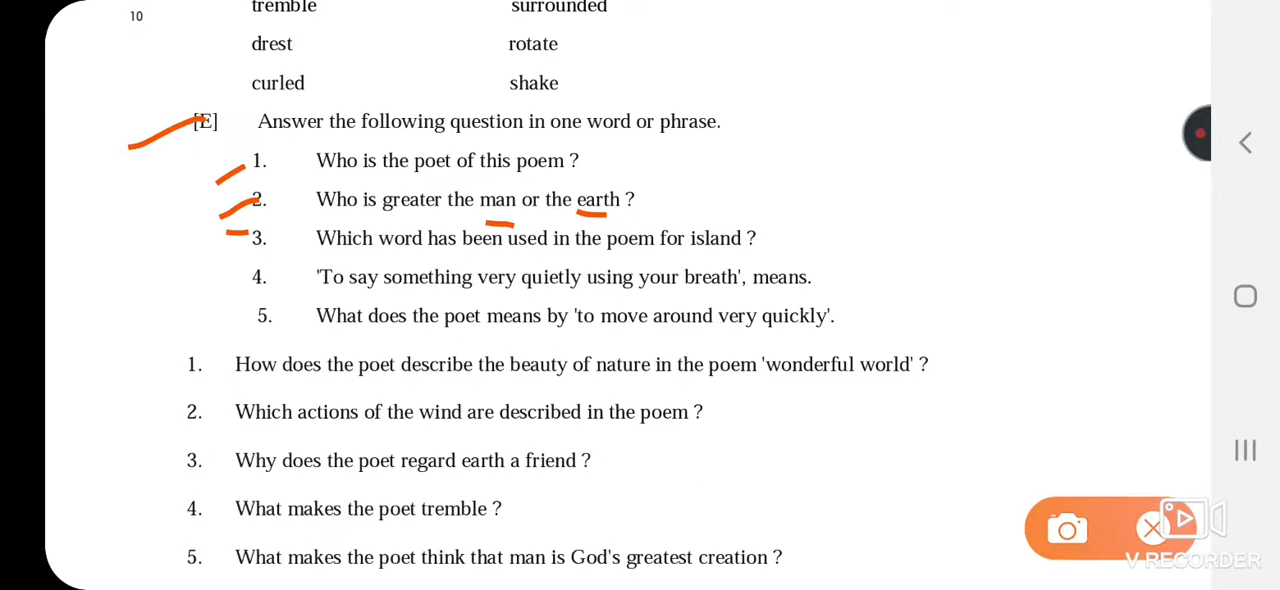 10
tremble surrounded
drest rotate
curled shake
[E] Answer the following question in one word or phrase.
1. Who is the poet of this poem ?
2. Who is greater the man or the earth ?
3. Which word has been used in the poem for island ?
4. 'To say something very quietly using your breath', means.
5. What does the poet means by 'to move around very quickly'.
1. How does the poet describe the beauty of nature in the poem 'wonderful world' ?
2. Which actions of the wind are described in the poem ?
3. Why does the poet regard earth a friend ?
4. What makes the poet tremble ?
5. What makes the poet think that man is God's greatest creation ?
V RECORDER